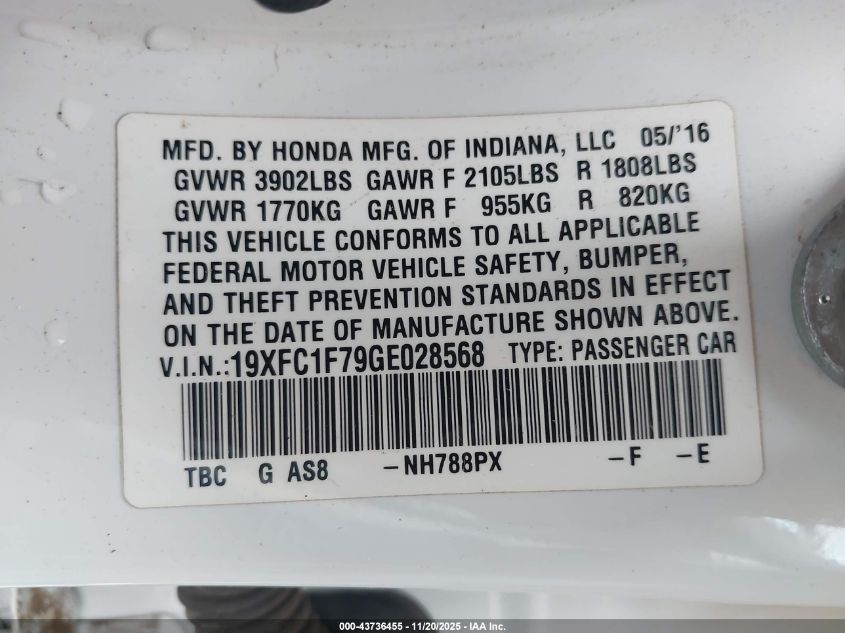 MFD. BY HONDA MFG. OF INDIANA, LLC 05/'16
GVWR 3902LBS GAWR F 2105LBS R 1808LBS
GVWR 1770KG GAWR F 955KG R 820KG
THIS VEHICLE CONFORMS TO ALL APPLICABLE
FEDERAL MOTOR VEHICLE SAFETY, BUMPER,
AND THEFT PREVENTION STANDARDS IN EFFECT
ON THE DATE OF MANUFACTURE SHOWN ABOVE.
V.I.N.:19XFC1F79GE028568 TYPE: PASSENGER CAR
TBC G AS8 -NH788PX -F -E
000-43736455 - 11/20/2025 - IAA Inc.